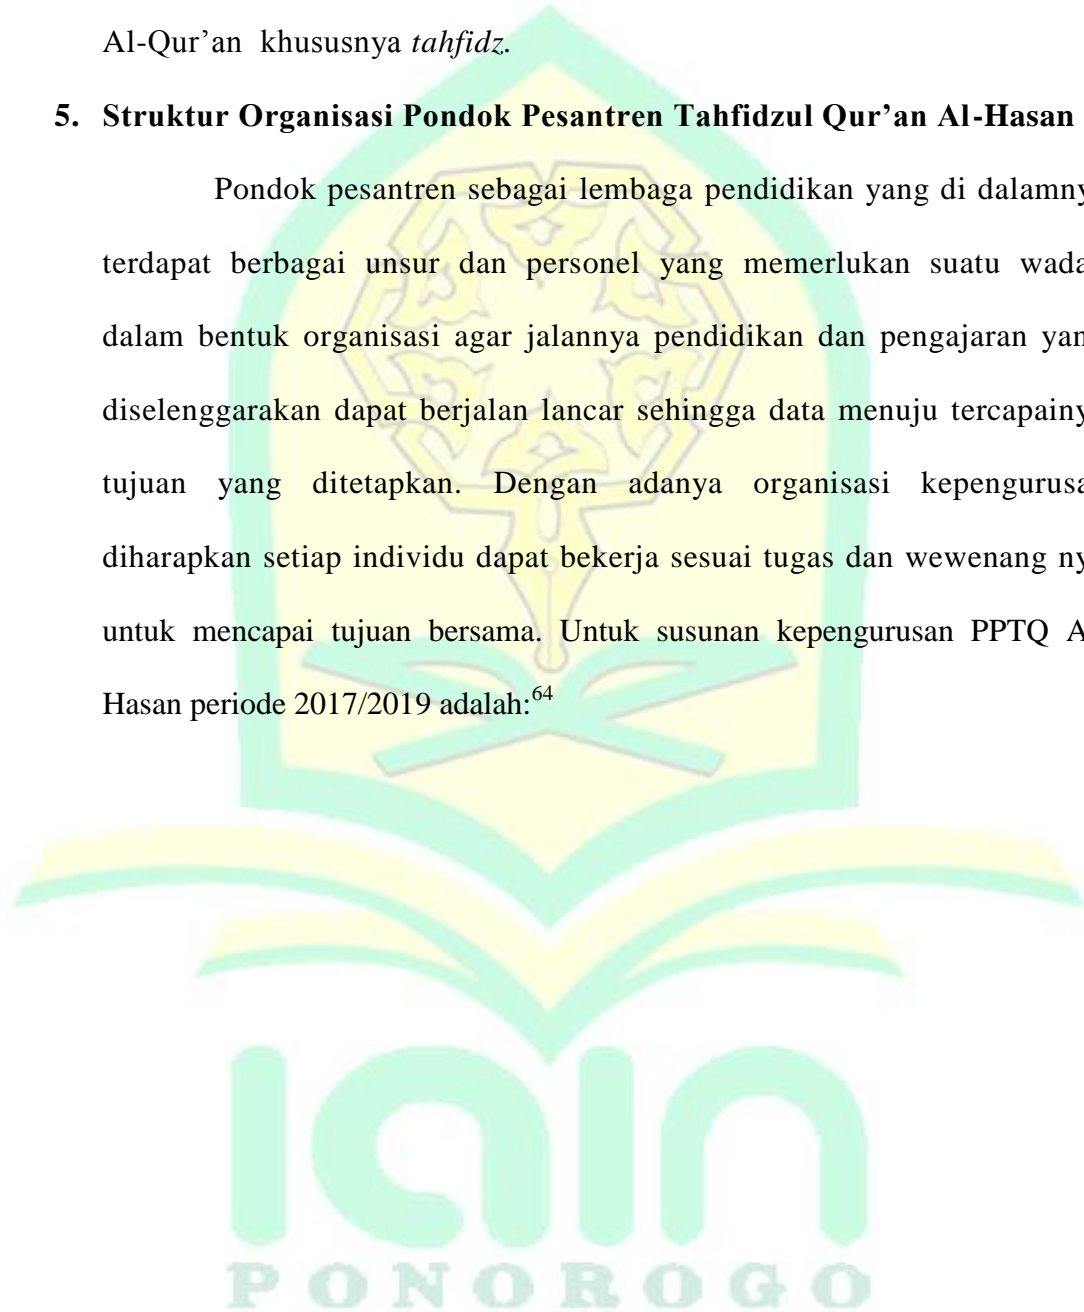 Al-Qur’an khususnya tahfidz.
5. Struktur Organisasi Pondok Pesantren Tahfidzul Qur’an Al-Hasan
Pondok pesantren sebagai lembaga pendidikan yang di dalamny
terdapat berbagai unsur dan personel yang memerlukan suatu wada
dalam bentuk organisasi agar jalannya pendidikan dan pengajaran yan
diselenggarakan dapat berjalan lancar sehingga data menuju tercapainy
tujuan yang ditetapkan. Dengan adanya organisasi kepengurusa
diharapkan setiap individu dapat bekerja sesuai tugas dan wewenang ny
untuk mencapai tujuan bersama. Untuk susunan kepengurusan PPTQ A
Hasan periode 2017/2019 adalah:64
iain
PONOROGO